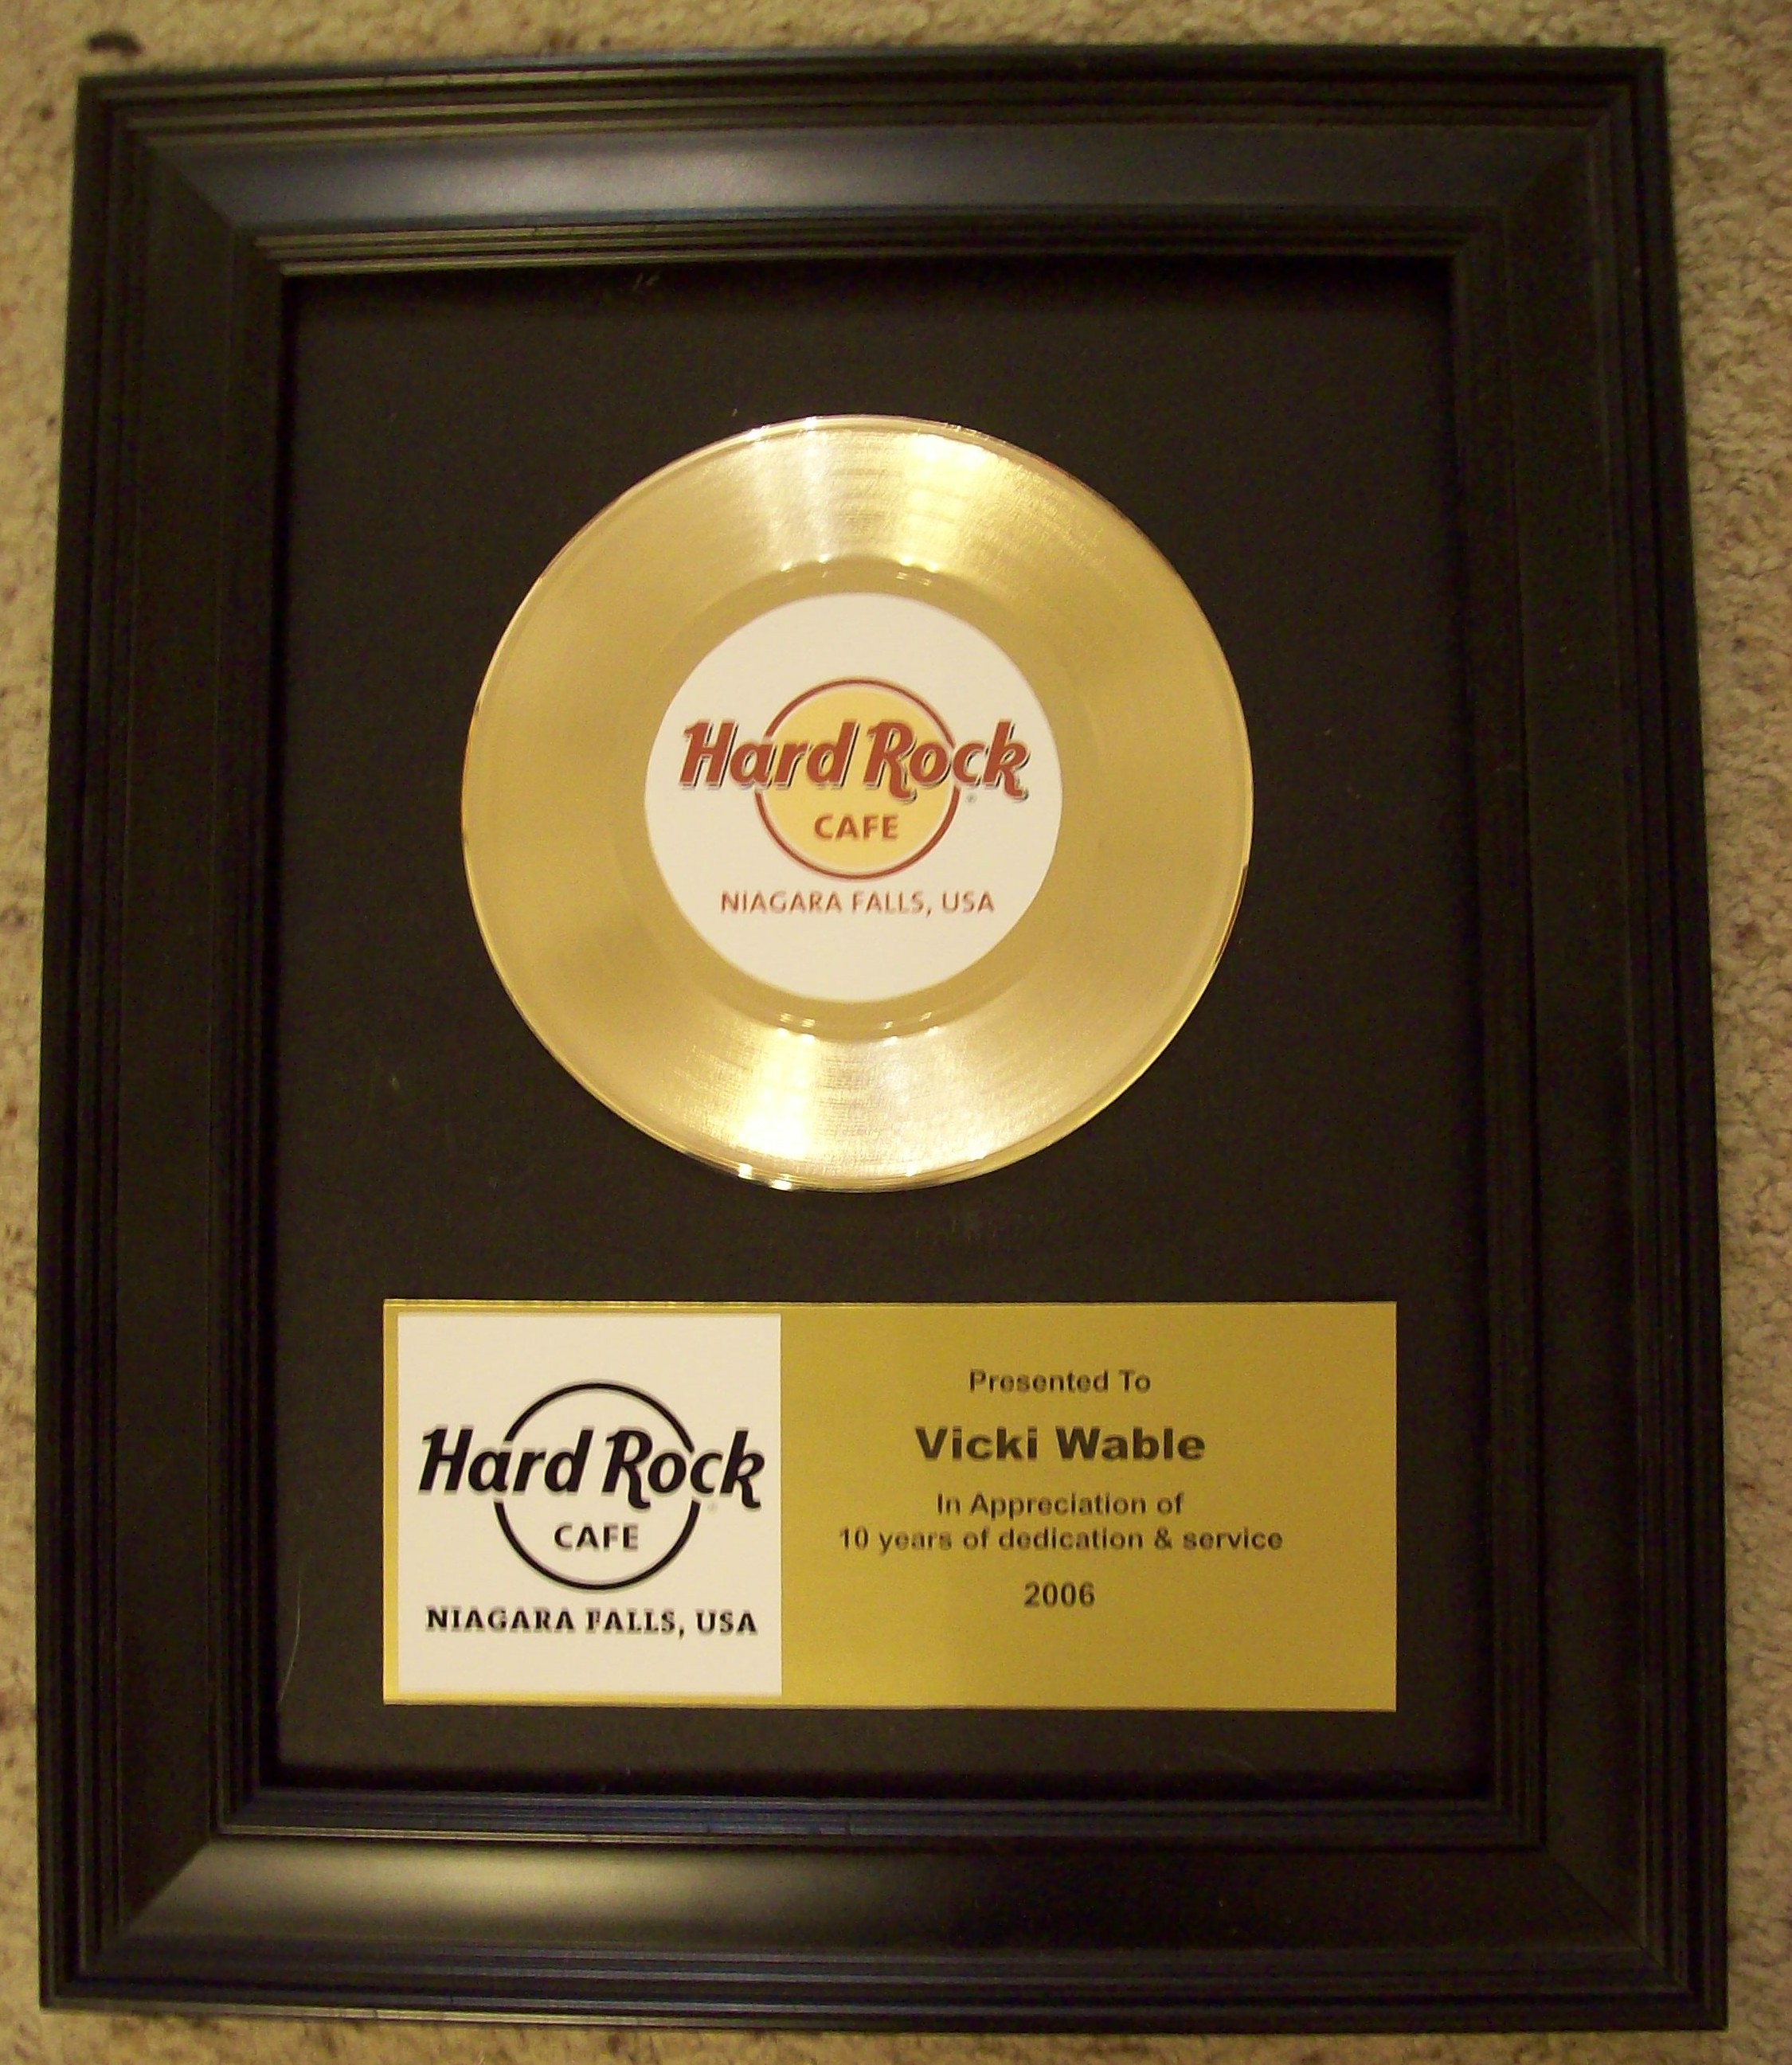 Hard Rock
CAFE
NIAGARA FALLS, USA
Hard Rock
CAFE
NIAGARA FALLS, USA
Presented To
Vicki Wable
In Appreciation of
10 years of dedication & service
2006